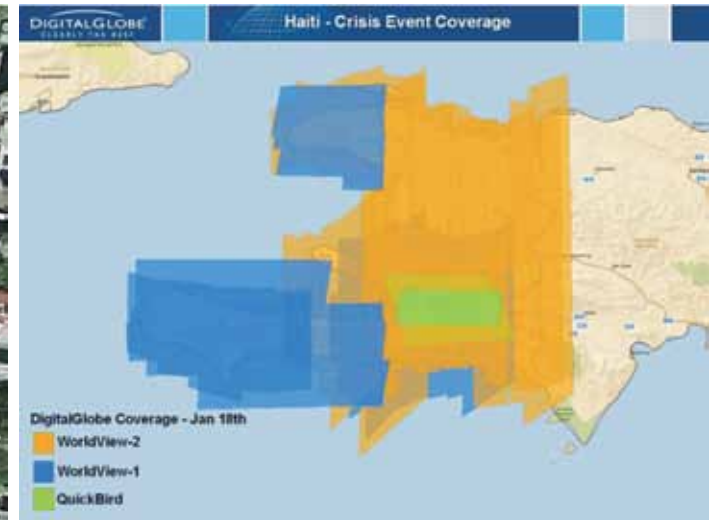 DIGITALGLOBE
CLEARLY THE BEST
Haiti - Crisis Event Coverage
DigitalGlobe Coverage - Jan 18th
WorldView-2
WorldView-1
QuickBird